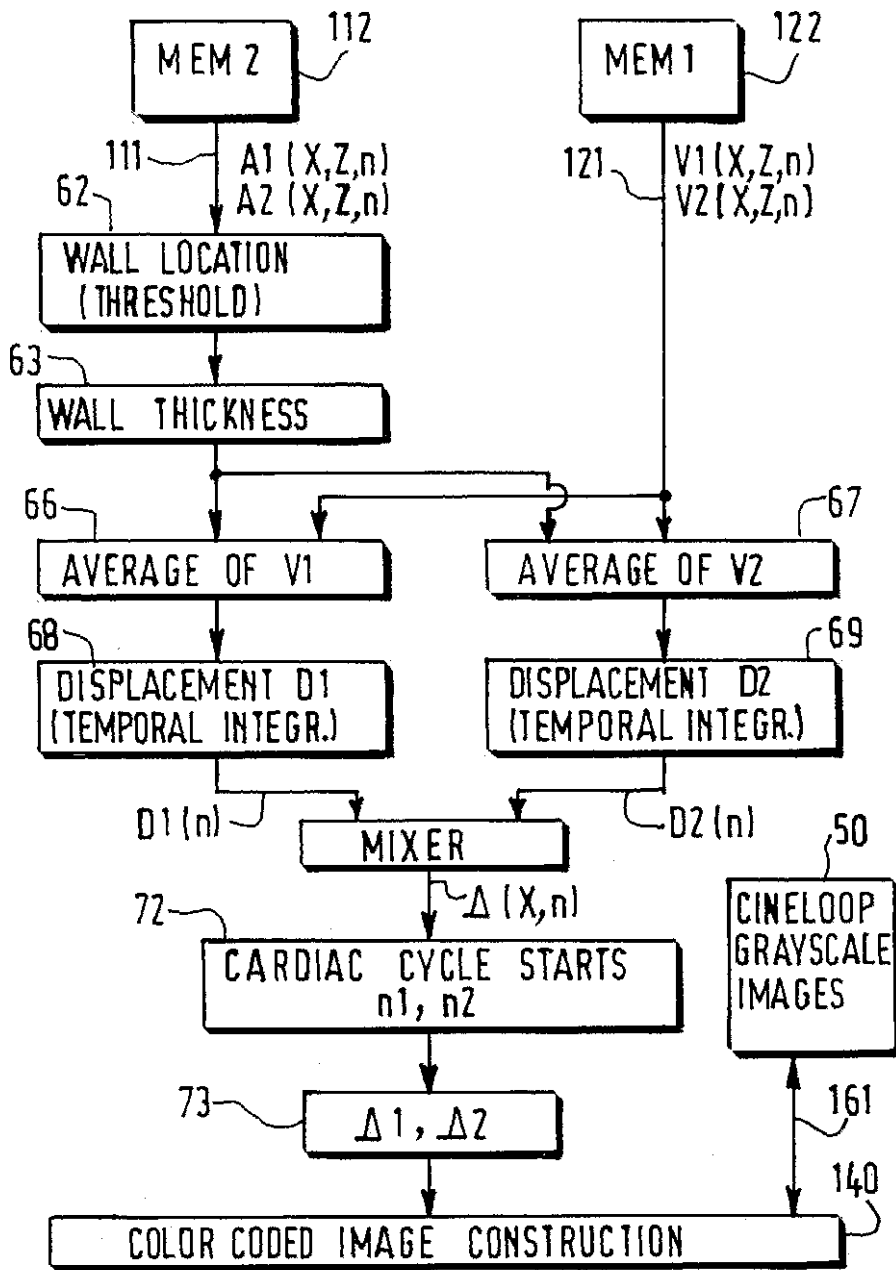 112
122
MEM 2
MEM 1
111
A1 (X,Z,n)
A2 (X,Z,n)
121
V1(X,Z,n)
V2(X,Z,n)
62
WALL LOCATION
(THRESHOLD)
63
WALL THICKNESS
66
67
AVERAGE OF V1
AVERAGE OF V2
68
69
DISPLACEMENT D1
(TEMPORAL INTEGR.)
DISPLACEMENT D2
(TEMPORAL INTEGR.)
D1(n)
D2(n)
MIXER
50
Δ (X,n)
72
CINELOOP
GRAYSCALE
IMAGES
CARDIAC CYCLE STARTS
n1, n2
73
Δ1, Δ2
161
140
COLOR CODED IMAGE CONSTRUCTION